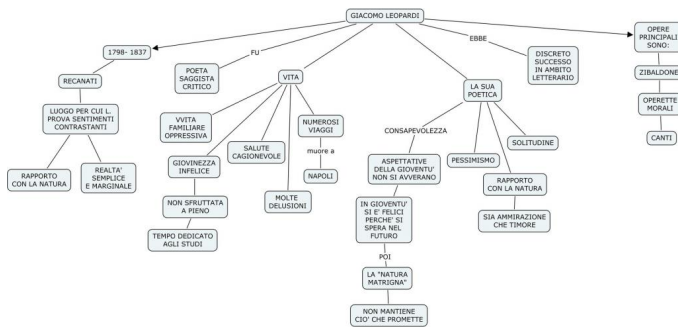 GIACOMO LEOPARDI
1798- 1837
RECANATI
LUOGO PER CUI L.
PROVA SENTIMENTI
CONTRASTANTI
RAPPORTO
CON LA NATURA
REALTA'
SEMPLICE
E MARGINALE
FU
POETA
SAGGISTA
CRITICO
VITA
VVITA
FAMILIARE
OPPRESSIVA
GIOVINEZZA
INFELICE
NON SFRUTTATA
A PIENO
TEMPO DEDICATO
AGLI STUDI
SALUTE
CAGIONEVOLE
MOLTE
DELUSIONI
NUMEROSI
VIAGGI
muore a
NAPOLI
LA SUA
POETICA
CONSAPEVOLEZZA
ASPETTATIVE
DELLA GIOVENTU'
NON SI AVVERANO
IN GIOVENTU'
SI E' FELICI
PERCHE' SI
SPERA NEL
FUTURO
POI
LA "NATURA
MATRIGNA"
NON MANTIENE
CIO' CHE PROMETTE
PESSIMISMO
RAPPORTO
CON LA NATURA
SIA AMMIRAZIONE
CHE TIMORE
SOLITUDINE
EBBE
DISCRETO
SUCCESSO
IN AMBITO
LETTERARIO
OPERE
PRINCIPALI
SONO:
ZIBALDONE
OPERETTE
MORALI
CANTI